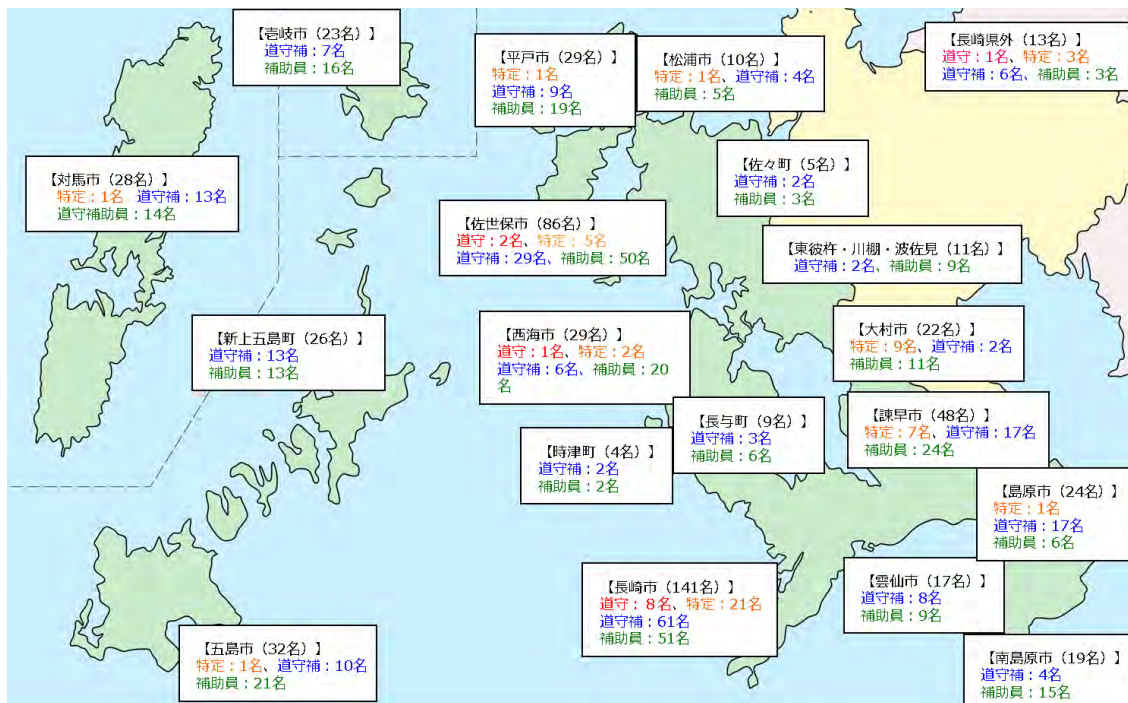 【壱岐市（23名）】
道守補：7名
補助員：16名
【平戸市（29名）】
特定：1名
道守補：9名
補助員：19名
【松浦市（10名）】
特定：1名、道守補：4名
補助員：5名
【長崎県外（13名）】
道守：1名、特定：3名
道守補：6名、補助員：3名
【対馬市（28名）】
特定：1名　道守補：13名
道守補助員：14名
【佐々町（5名）】
道守補：2名
補助員：3名
【佐世保市（86名）】
道守：2名、特定：5名
道守補：29名、補助員：50名
【東彼杵・川棚・波佐見（11名）】
道守補：2名、補助員：9名
【新上五島町（26名）】
道守補：13名
補助員：13名
【西海市（29名）】
道守：1名、特定：2名
道守補：6名、補助員：20
名
【大村市（22名）】
特定：9名、道守補：2名
補助員：11名
【長与町（9名）】
道守補：3名
補助員：6名
【諫早市（48名）】
特定：7名、道守補：17名
補助員：24名
【時津町（4名）】
道守補：2名
補助員：2名
【島原市（24名）】
特定：1名
道守補：17名
補助員：6名
【長崎市（141名）】
道守：8名、特定：21名
道守補：61名
補助員：51名
【雲仙市（17名）】
道守補：8名
補助員：9名
【五島市（32名）】
特定：1名、道守補：10名
補助員：21名
【南島原市（19名）】
道守補：4名
補助員：15名